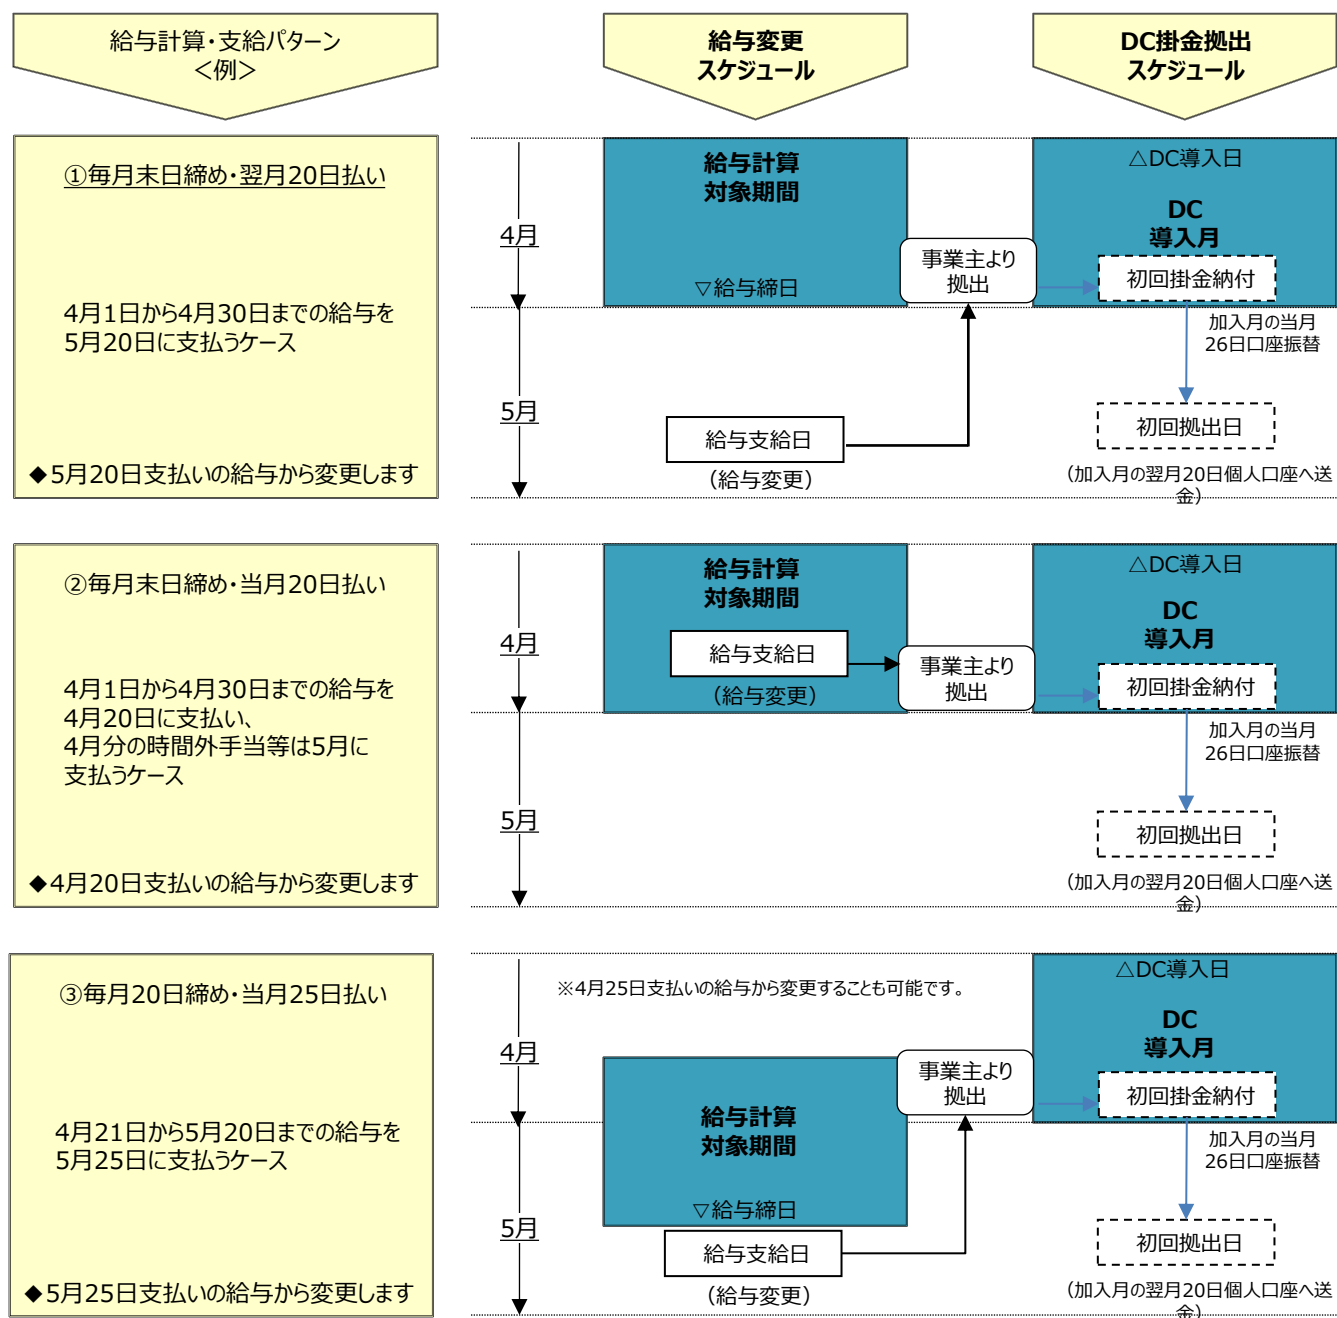 給与計算・支給パターン
＜例＞
給与変更
スケジュール
DC掛金拠出
スケジュール
①毎月末日締め・翌月20日払い
4月1日から4月30日までの給与を
5月20日に支払うケース
◆5月20日支払いの給与から変更します
4月
5月
給与計算
対象期間
▽給与締日
給与支給日
（給与変更）
事業主より
拠出
△DC導入日
DC
導入月
初回掛金納付
加入月の当月
26日口座振替
初回拠出日
（加入月の翌月20日個人口座へ送
金）
②毎月末日締め・当月20日払い
4月1日から4月30日までの給与を
4月20日に支払い、
4月分の時間外手当等は5月に
支払うケース
◆4月20日支払いの給与から変更します
4月
5月
給与計算
対象期間
給与支給日
（給与変更）
事業主より
拠出
△DC導入日
DC
導入月
初回掛金納付
加入月の当月
26日口座振替
初回拠出日
（加入月の翌月20日個人口座へ送
金）
③毎月20日締め・当月25日払い
4月21日から5月20日までの給与を
5月25日に支払うケース
◆5月25日支払いの給与から変更します
4月
5月
※4月25日支払いの給与から変更することも可能です。
給与計算
対象期間
▽給与締日
給与支給日
（給与変更）
事業主より
拠出
△DC導入日
DC
導入月
初回掛金納付
加入月の当月
26日口座振替
初回拠出日
（加入月の翌月20日個人口座へ送
金）